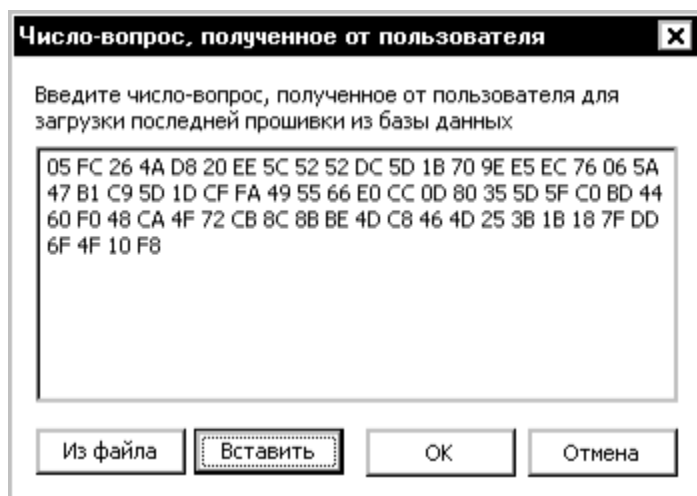 Число-вопрос, полученное от пользователя
Введите число-вопрос, полученное от пользователя для
загрузки последней прошивки из базы данных
05 FC 26 4A D8 20 EE 5C 52 52 DC 5D 1B 70 9E E5 EC 76 06 5A
47 B1 C9 5D 1D CF FA 49 55 66 E0 CC 0D 80 35 5D 5F C0 BD 44
60 F0 48 CA 4F 72 CB 8C 8B BE 4D C8 46 4D 25 3B 1B 18 7F DD
6F 4F 10 F8
Из файла Вставить OK Отмена